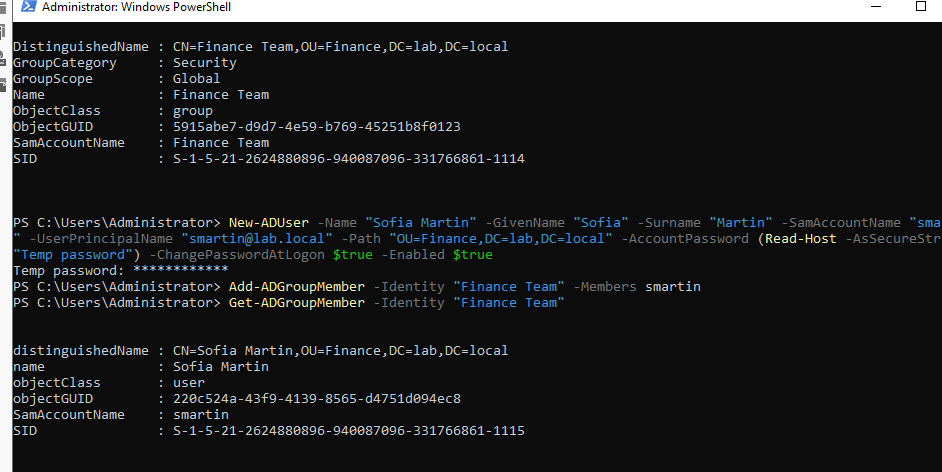 Administrator: Windows PowerShell
DistinguishedName : CN=Finance Team,OU=Finance,DC=lab,DC=local
GroupCategory     : Security
GroupScope        : Global
Name              : Finance Team
ObjectClass       : group
ObjectGUID        : 5915abe7-d9d7-4e59-b769-45251b8f0123
SamAccountName    : Finance Team
SID               : S-1-5-21-2624880896-940087096-331766861-1114
PS C:\Users\Administrator> New-ADUser -Name "Sofia Martin" -GivenName "Sofia" -Surname "Martin" -SamAccountName "sma
" -UserPrincipalName "smartin@lab.local" -Path "OU=Finance,DC=lab,DC=local" -AccountPassword (Read-Host -AsSecureStr
"Temp password") -ChangePasswordAtLogon $true -Enabled $true
Temp password: ************
PS C:\Users\Administrator> Add-ADGroupMember -Identity "Finance Team" -Members smartin
PS C:\Users\Administrator> Get-ADGroupMember -Identity "Finance Team"
distinguishedName : CN=Sofia Martin,OU=Finance,DC=lab,DC=local
name              : Sofia Martin
objectClass       : user
objectGUID        : 220c524a-43f9-4139-8565-d4751d094ec8
SamAccountName    : smartin
SID               : S-1-5-21-2624880896-940087096-331766861-1115